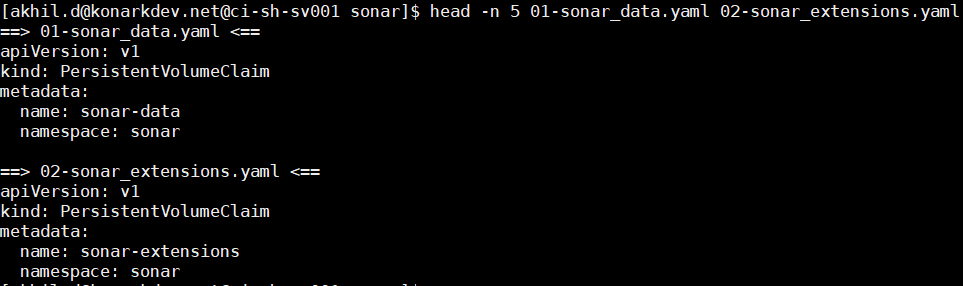 [akhil.d@konarkdev.net@ci-sh-sv001 sonar]$ head -n 5 01-sonar_data.yaml 02-sonar_extensions.yaml
==> 01-sonar_data.yaml <==
apiVersion: v1
kind: PersistentVolumeClaim
metadata:
  name: sonar-data
  namespace: sonar

==> 02-sonar_extensions.yaml <==
apiVersion: v1
kind: PersistentVolumeClaim
metadata:
  name: sonar-extensions
  namespace: sonar